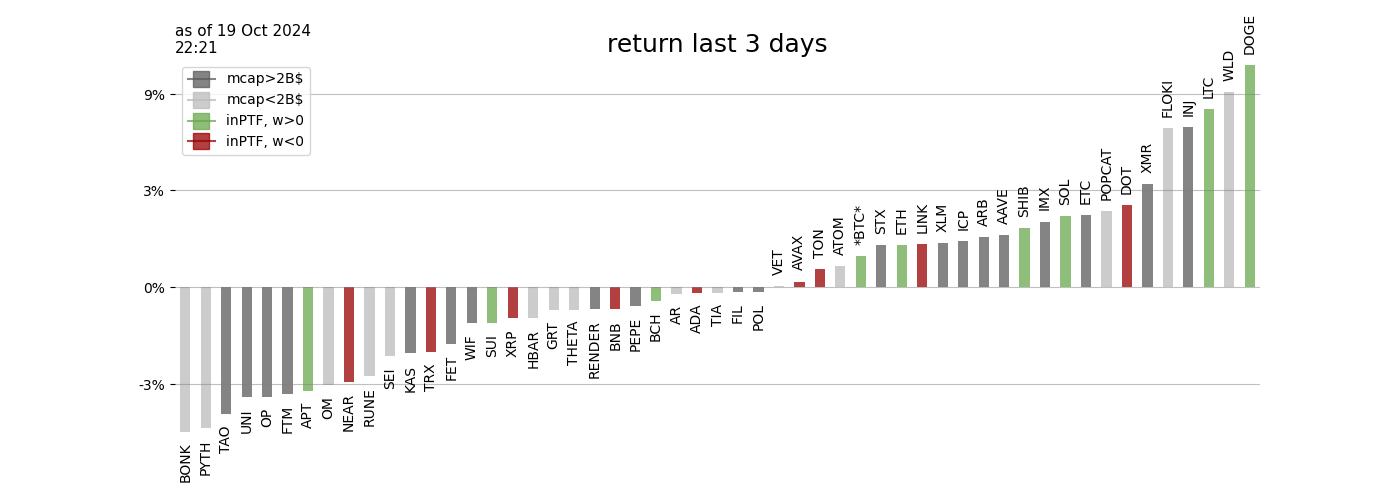 as of 19 Oct 2024
22:21
return last 3 days
mcap>2B$
mcap<2B$
inPTF, w>0
inPTF, w<0
9%
3%
0%
-3%
BONK
PYTH
TAO
UNI
OP
FTM
APT
OM
NEAR
RUNE
SEI
KAS
TRX
FET
WIF
SUI
XRP
HBAR
GRT
THETA
RENDER
BNB
PEPE
BCH
AR
ADA
TIA
FIL
POL
VET
AVAX
TON
ATOM
*BTC*
STX
ETH
LINK
XLM
ICP
ARB
AAVE
SHIB
IMX
SOL
ETC
POPCAT
DOT
XMR
FLOKI
INJ
LTC
WLD
DOGE